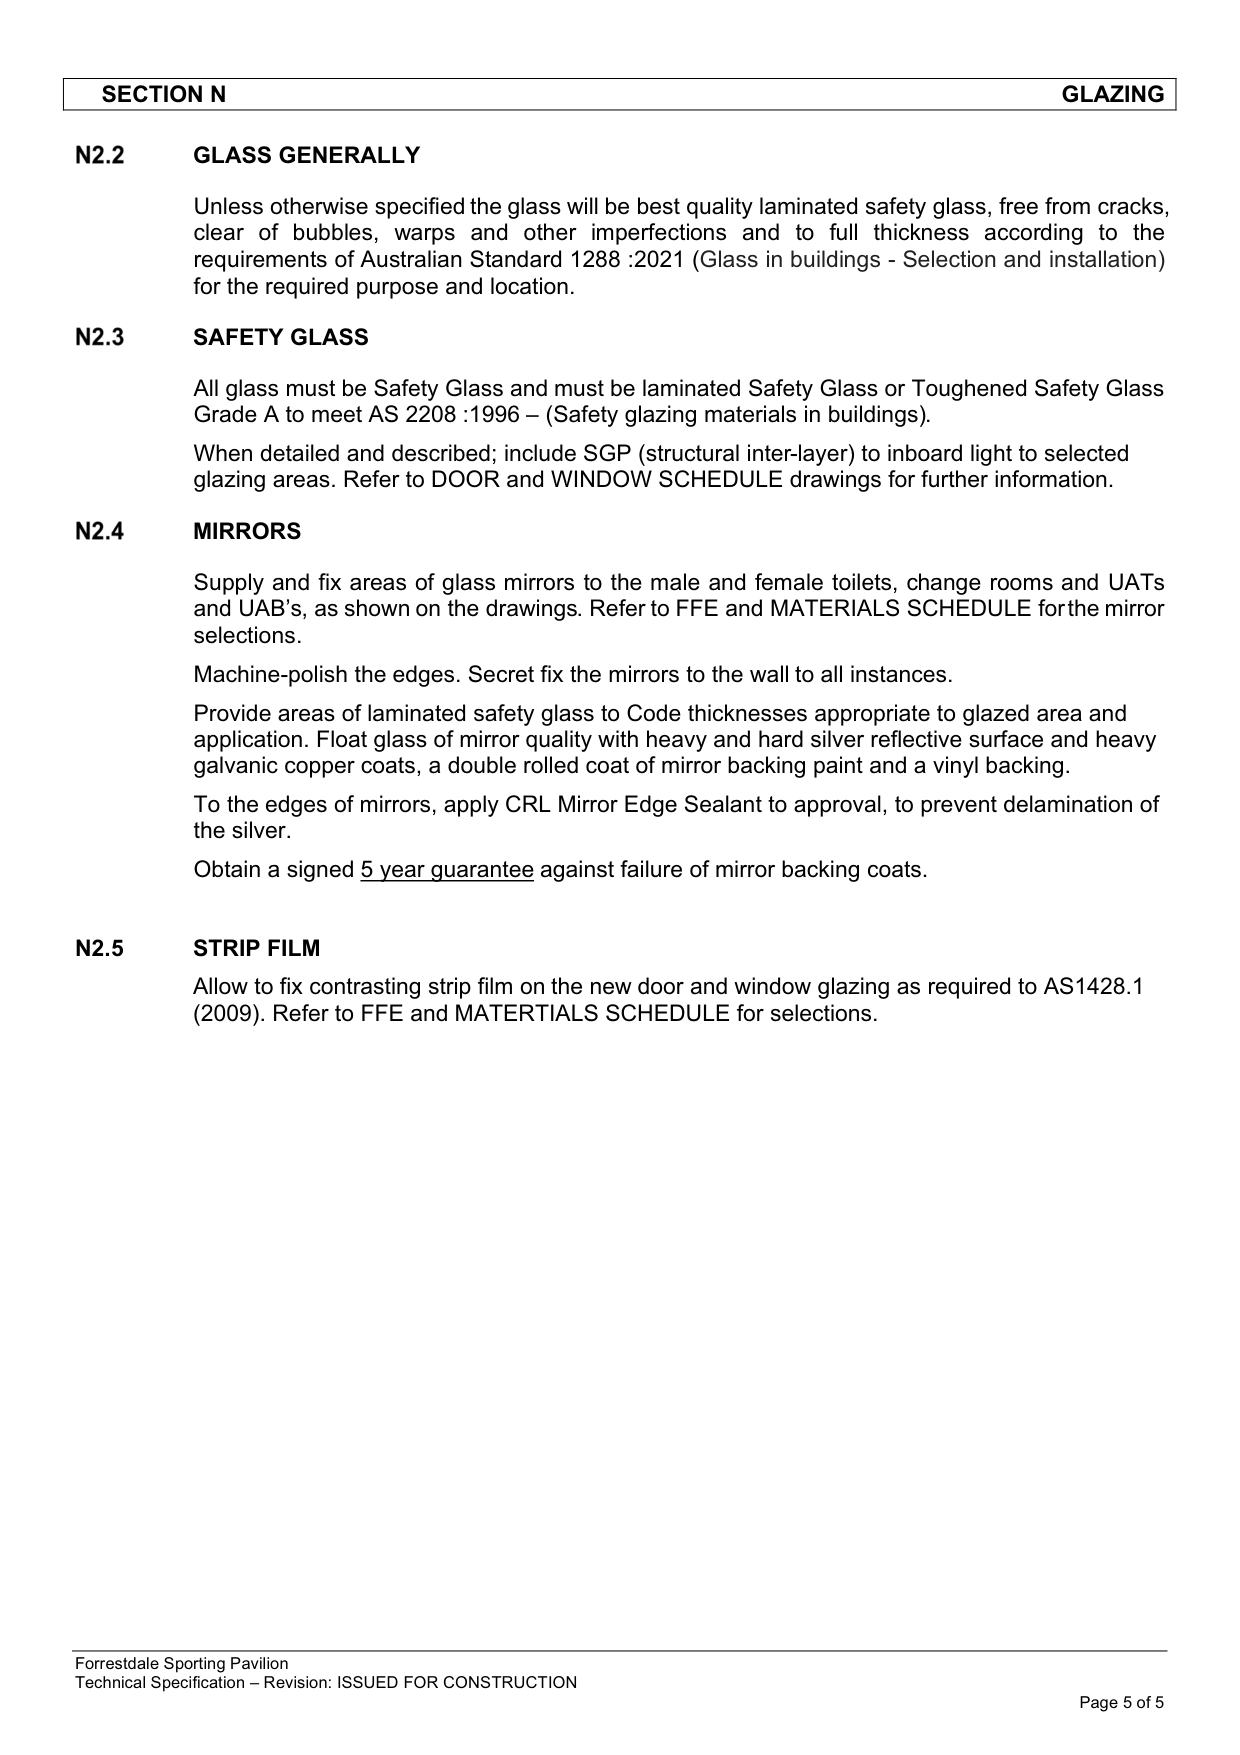 SECTION N GLAZING
N2.2 GLASS GENERALLY
Unless otherwise specified the glass will be best quality laminated safety glass, free from cracks,
clear of bubbles, warps and other imperfections and to full thickness according to the
requirements of Australian Standard 1288 :2021 (Glass in buildings - Selection and installation)
for the required purpose and location.
N2.3 SAFETY GLASS
All glass must be Safety Glass and must be laminated Safety Glass or Toughened Safety Glass
Grade A to meet AS 2208 :1996 – (Safety glazing materials in buildings).
When detailed and described; include SGP (structural inter-layer) to inboard light to selected
glazing areas. Refer to DOOR and WINDOW SCHEDULE drawings for further information.
N2.4 MIRRORS
Supply and fix areas of glass mirrors to the male and female toilets, change rooms and UATs
and UAB’s, as shown on the drawings. Refer to FFE and MATERIALS SCHEDULE for the mirror
selections.
Machine-polish the edges. Secret fix the mirrors to the wall to all instances.
Provide areas of laminated safety glass to Code thicknesses appropriate to glazed area and
application. Float glass of mirror quality with heavy and hard silver reflective surface and heavy
galvanic copper coats, a double rolled coat of mirror backing paint and a vinyl backing.
To the edges of mirrors, apply CRL Mirror Edge Sealant to approval, to prevent delamination of
the silver.
Obtain a signed 5 year guarantee against failure of mirror backing coats.
N2.5 STRIP FILM
Allow to fix contrasting strip film on the new door and window glazing as required to AS1428.1
(2009). Refer to FFE and MATERTIALS SCHEDULE for selections.
Forrestdale Sporting Pavilion
Technical Specification – Revision: ISSUED FOR CONSTRUCTION
Page 5 of 5